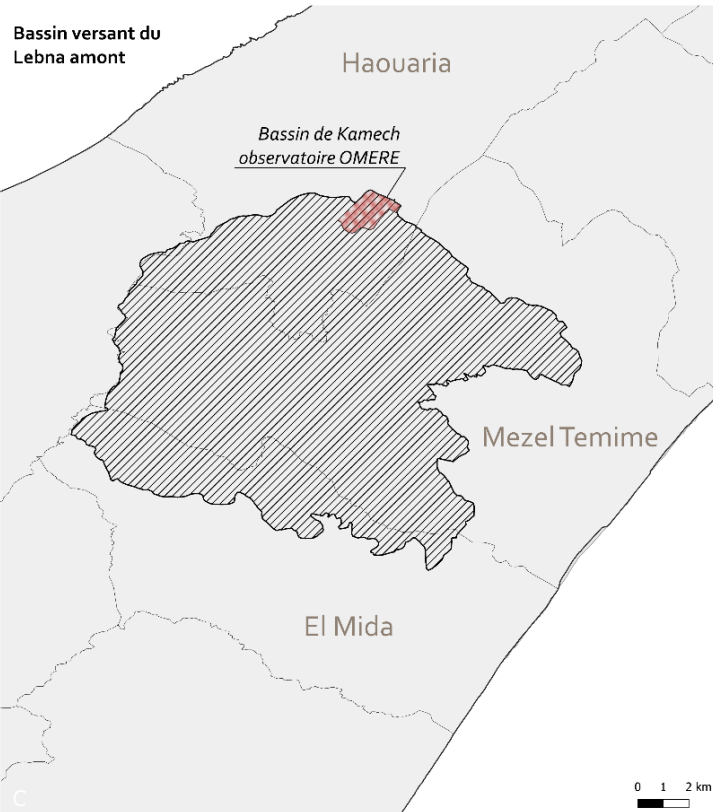 Bassin versant du
Lebna amont
Haouaria
Bassin de Kamech
observatoire OMERE
Mezel Temime
El Mida
C
0 1 2 km